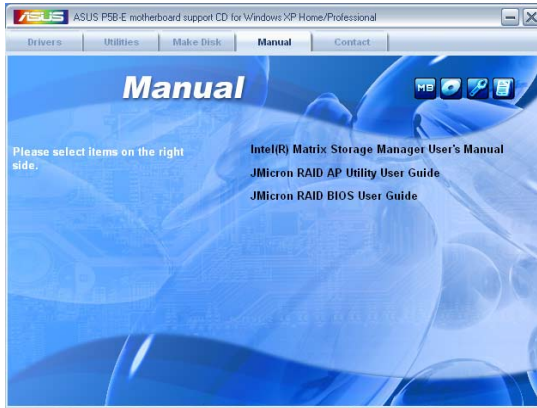 ASUS ASUS P5B-E motherboard support CD for Windows XP Home/Professional
Drivers Utilities Make Disk Manual Contact
Manual
MB
Please select items on the right
side.
Intel(R) Matrix Storage Manager User's Manual
JMicron RAID AP Utility User Guide
JMicron RAID BIOS User Guide